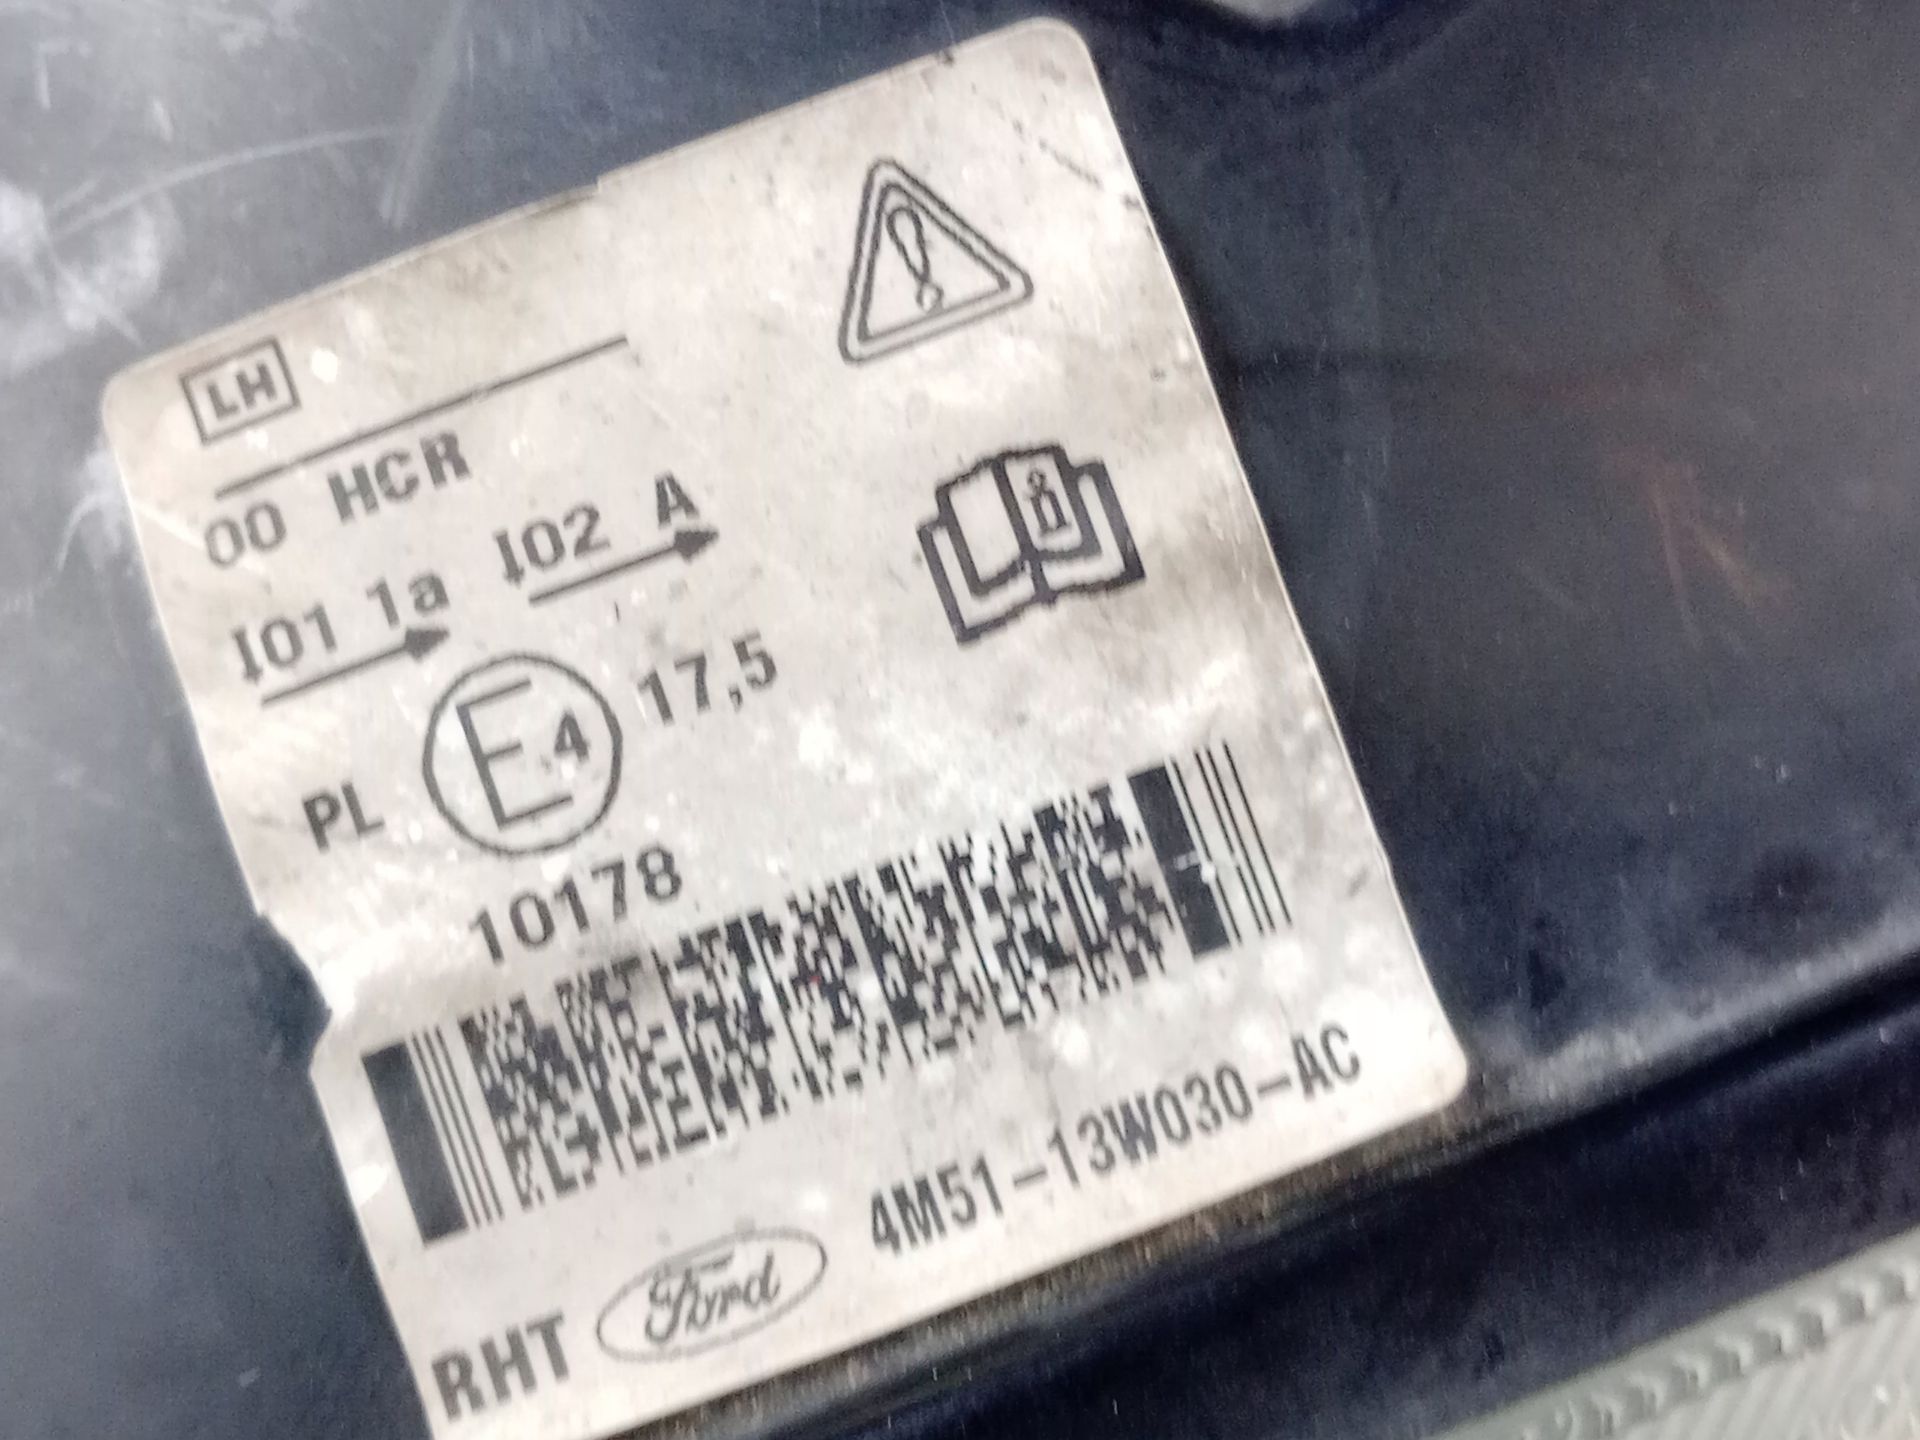 LH
00 HCR
I01 1a I02 A
PL E4 17,5
10178
4M51-13W030-AC
RHT Ford